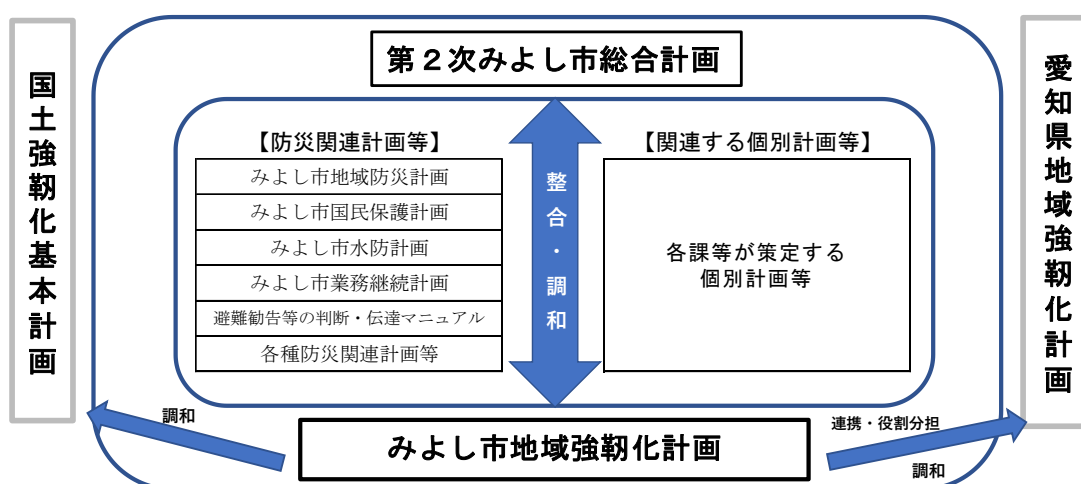 第２次みよし市総合計画
国土強靭化基本計画
愛知県地域強靭化計画
【防災関連計画等】
みよし市地域防災計画
みよし市国民保護計画
みよし市水防計画
みよし市業務継続計画
避難勧告等の判断・伝達マニュアル
各種防災関連計画等
整合・調和
【関連する個別計画等】
各課等が策定する
個別計画等
調和
みよし市地域強靭化計画
連携・役割分担
調和